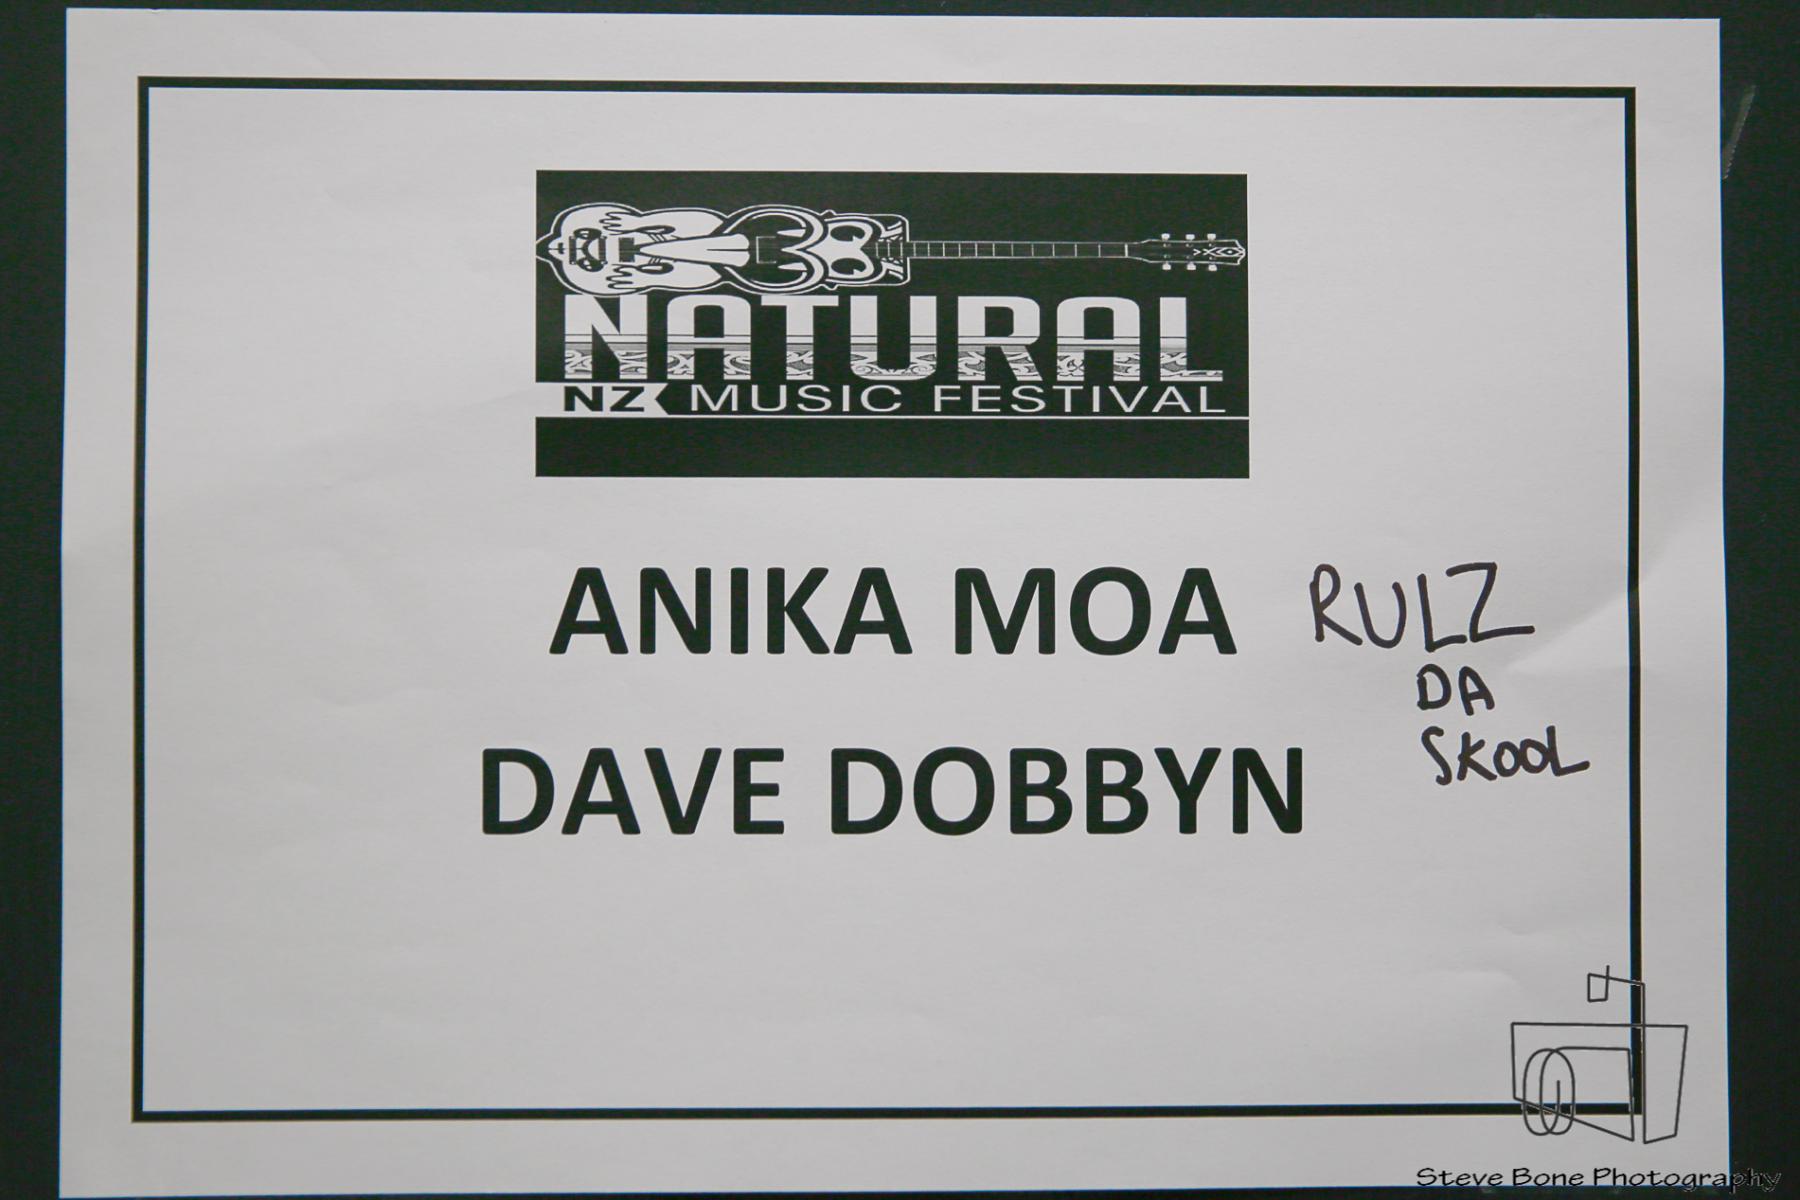 NATURAL
NZ MUSIC FESTIVAL
ANIKA MOA RULZ
DA
SKOOL
DAVE DOBBYN
Steve Bone Photography